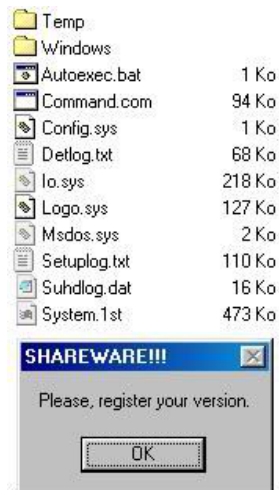 Temp
Windows
Autoexec.bat 1 Ko
Command.com 94 Ko
Config.sys 1 Ko
Detlog.txt 68 Ko
Io.sys 218 Ko
Logo.sys 127 Ko
Msdos.sys 2 Ko
Setuplog.txt 110 Ko
Suhdlog.dat 16 Ko
System.1st 473 Ko
SHAREWARE!!!
Please, register your version.
OK